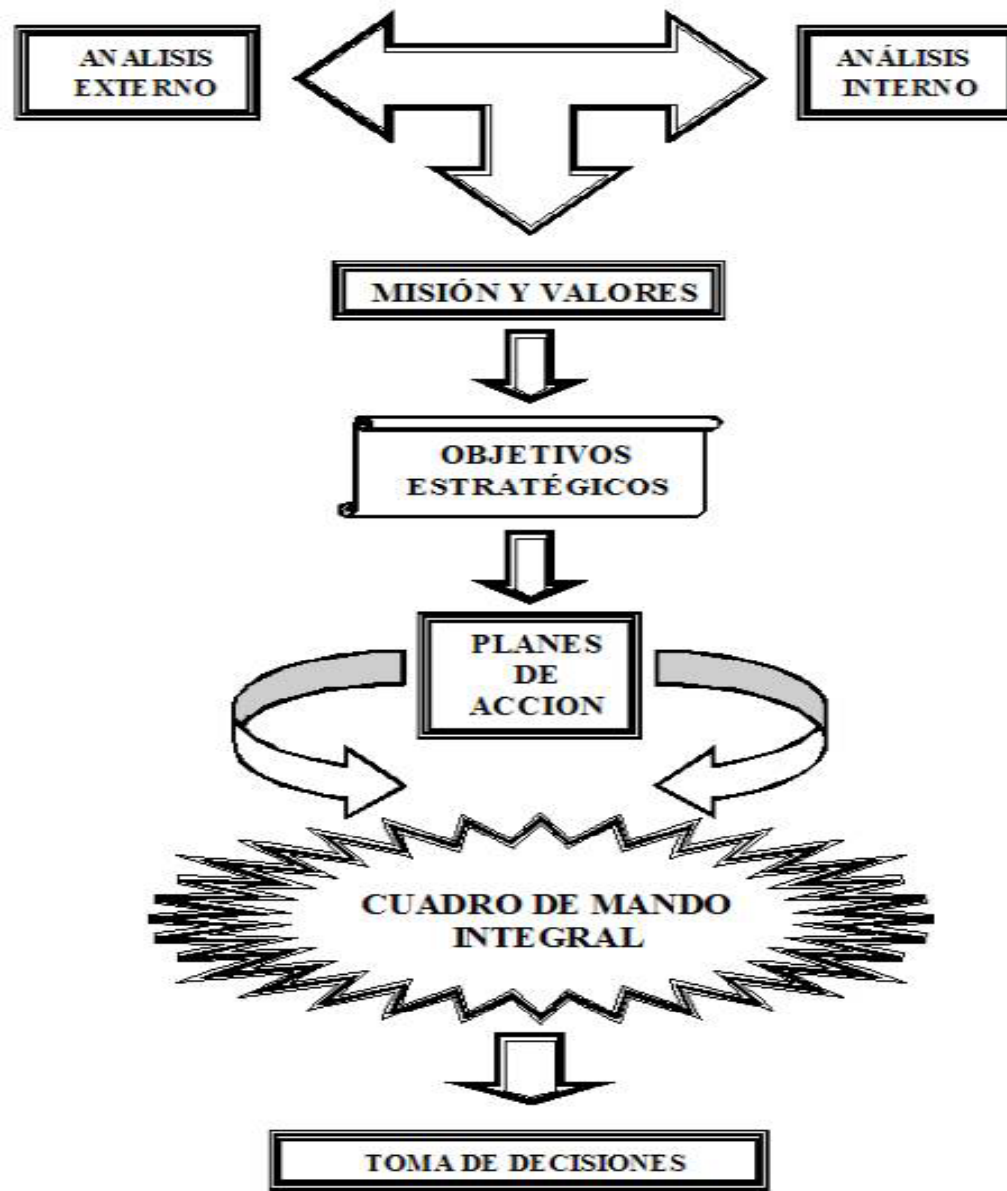 ANALISIS
EXTERNO
ANÁLISIS
INTERNO
MISIÓN Y VALORES
OBJETIVOS
ESTRATÉGICOS
PLANES
DE
ACCION
CUADRO DE MANDO
INTEGRAL
TOMA DE DECISIONES